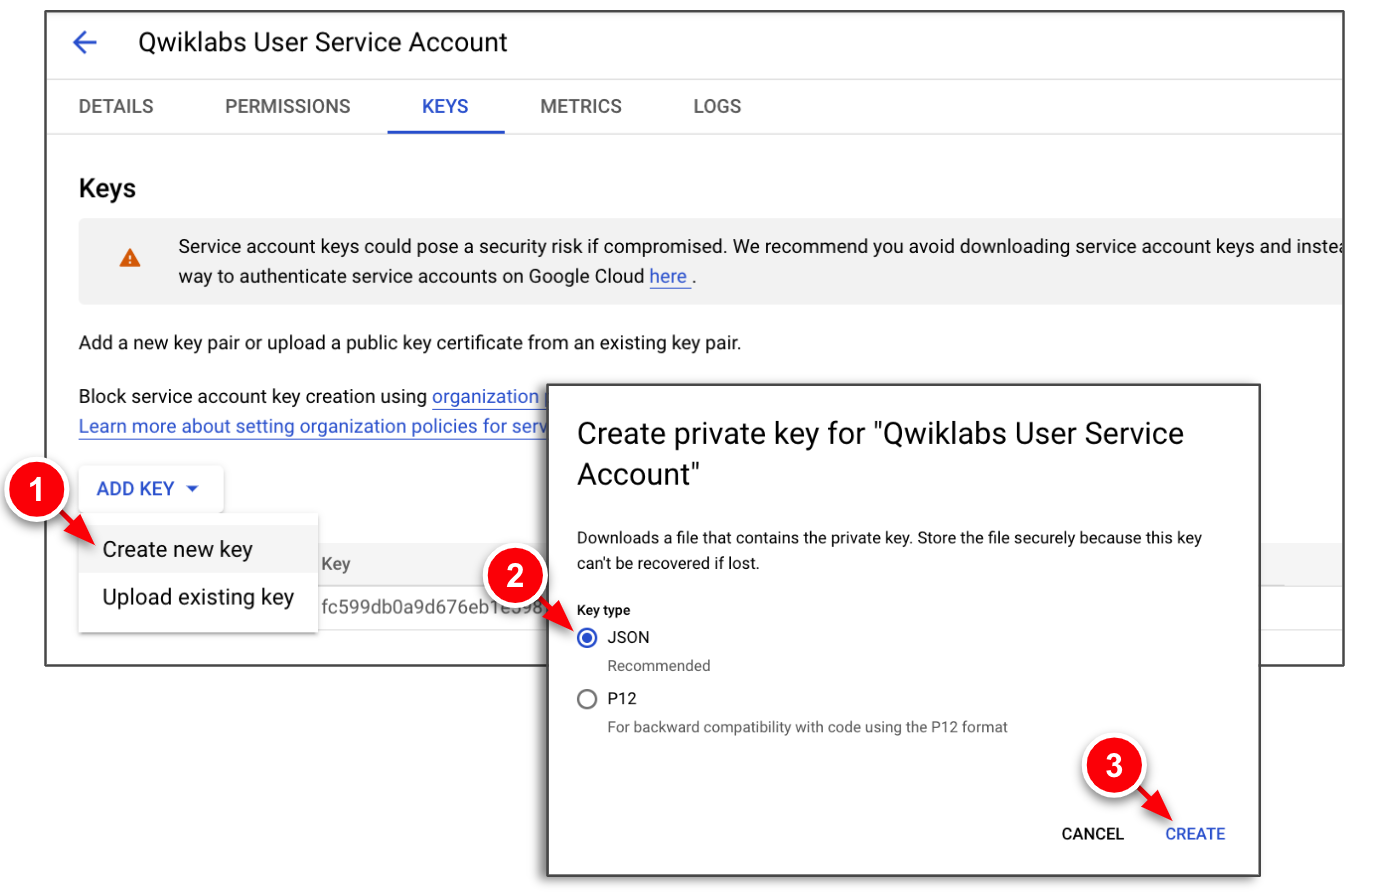 Qwiklabs User Service Account
DETAILS PERMISSIONS KEYS METRICS LOGS
Keys
Service account keys could pose a security risk if compromised. We recommend you avoid downloading service account keys and
way to authenticate service accounts on Google Cloud here .
Add a new key pair or upload a public key certificate from an existing key pair.
Block service account key creation using organization
Learn more about setting organization policies for
1
ADD KEY
Create new key
Upload existing key
Key
Create private key for "Qwiklabs User Service
Account"
Downloads a file that contains the private key. Store the file securely because this key
can't be recovered if lost.
2
Key type
JSON
Recommended
P12
For backward compatibility with code using the P12 format
3
CANCEL CREATE